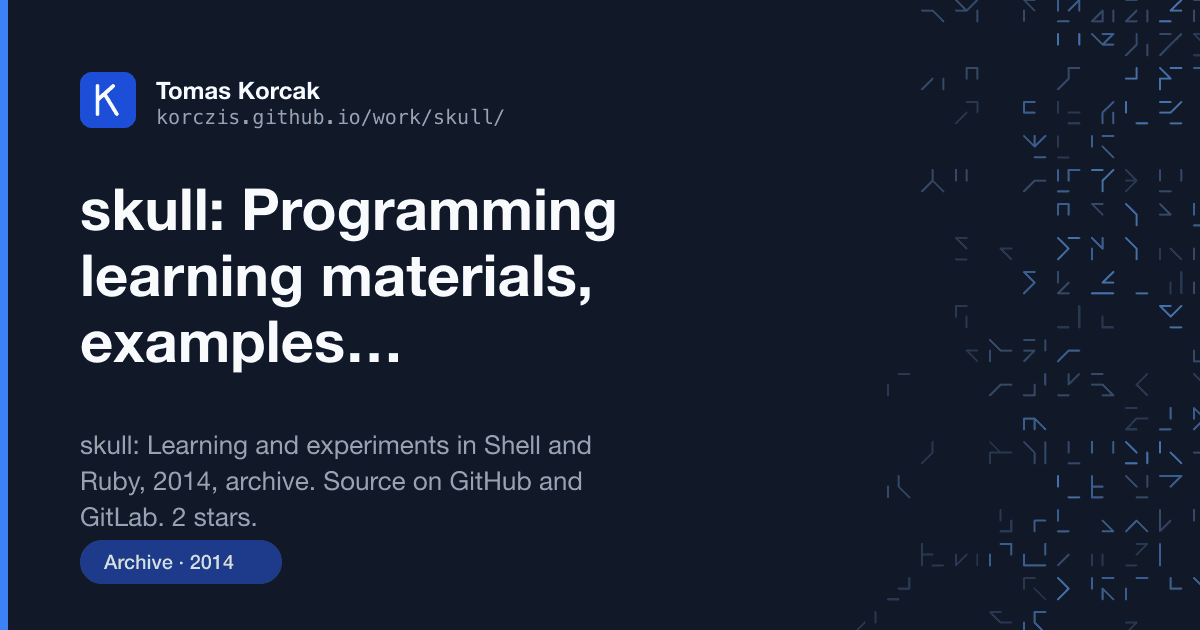 K
Tomas Korcak
korczis.github.io/work/skull/
skull: Programming
learning materials,
examples…
skull: Learning and experiments in Shell and
Ruby, 2014, archive. Source on GitHub and
GitLab. 2 stars.
Archive · 2014